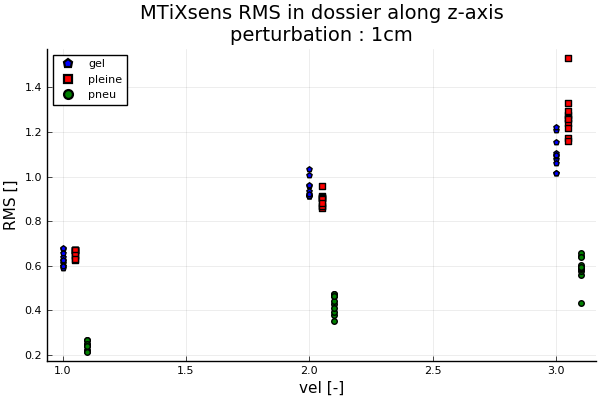 MTiXsens RMS in dossier along z-axis
perturbation : 1cm
gel
pleine
pneu
RMS []
1.4
1.2
1.0
0.8
0.6
0.4
0.2
1.0
1.5
2.0
2.5
3.0
vel [-]